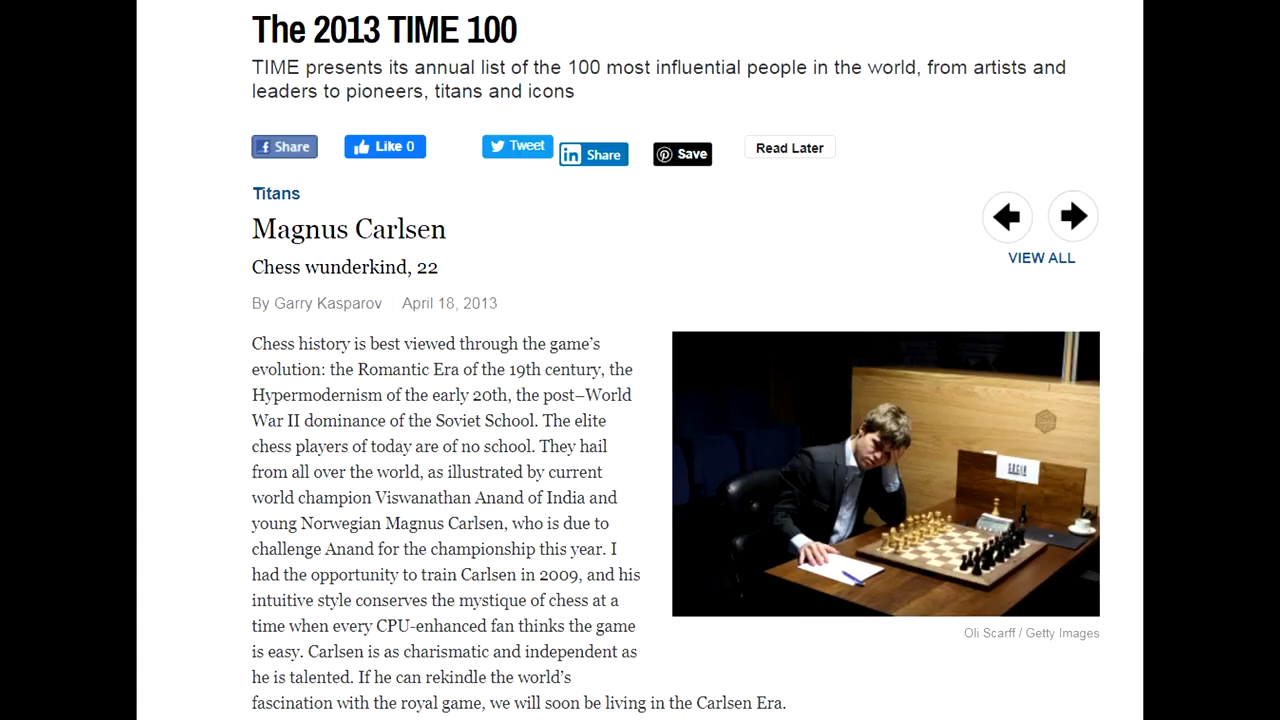 The 2013 TIME 100
TIME presents its annual list of the 100 most influential people in the world, from artists and
leaders to pioneers, titans and icons
Share
Like 0
Tweet
Share
Save
Read Later
Titans
Magnus Carlsen
Chess wunderkind, 22
By Garry Kasparov
April 18, 2013
VIEW ALL
Chess history is best viewed through the game’s
evolution: the Romantic Era of the 19th century, the
Hypermodernism of the early 20th, the post–World
War II dominance of the Soviet School. The elite
chess players of today are of no school. They hail
from all over the world, as illustrated by current
world champion Viswanathan Anand of India and
young Norwegian Magnus Carlsen, who is due to
challenge Anand for the championship this year. I
had the opportunity to train Carlsen in 2009, and his
intuitive style conserves the mystique of chess at a
time when every CPU-enhanced fan thinks the game
is easy. Carlsen is as charismatic and independent as
he is talented. If he can rekindle the world’s
fascination with the royal game, we will soon be living in the Carlsen Era.
Oli Scarff / Getty Images